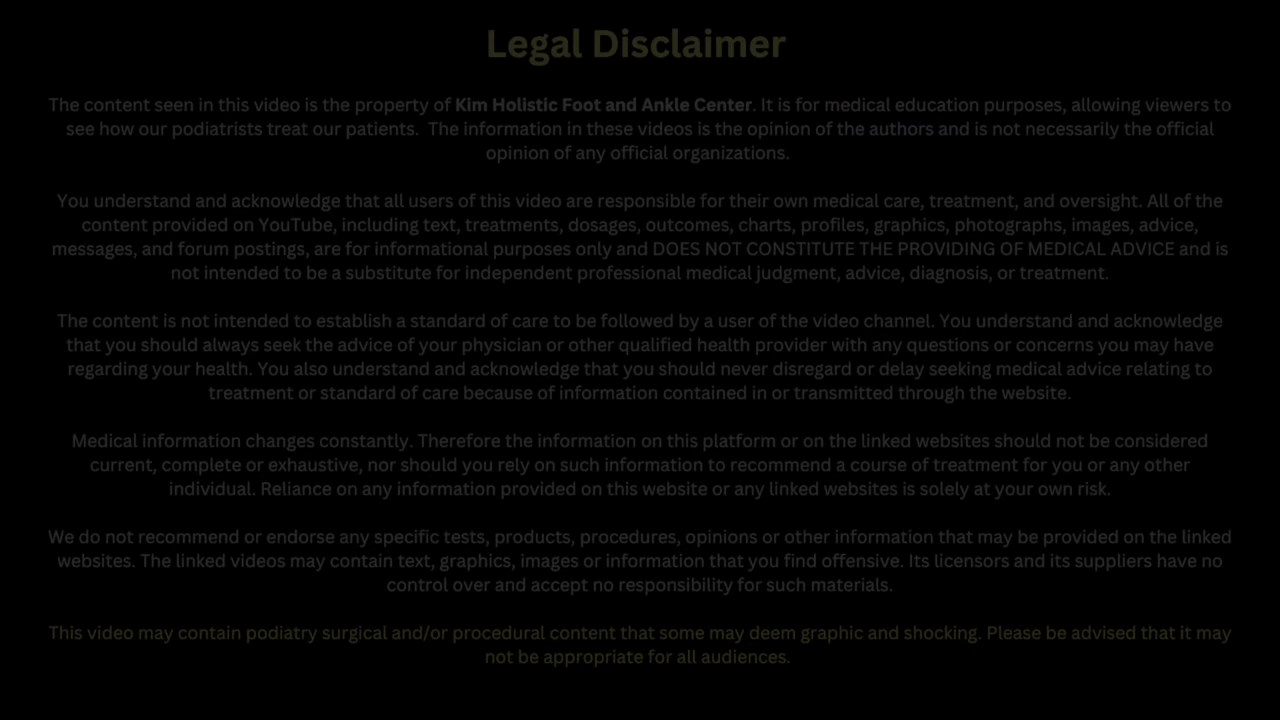 Legal Disclaimer
The content seen in this video is the property of Kim Holistic Foot and Ankle Center. It is for medical education purposes, allowing viewers to
see how our podiatrists treat our patients.  The information in these videos is the opinion of the authors and is not necessarily the official
opinion of any official organizations.
You understand and acknowledge that all users of this video are responsible for their own medical care, treatment, and oversight. All of the
content provided on YouTube, including text, treatments, dosages, outcomes, charts, profiles, graphics, photographs, images, advice,
messages, and forum postings, are for informational purposes only and DOES NOT CONSTITUTE THE PROVIDING OF MEDICAL ADVICE and is
not intended to be a substitute for independent professional medical judgment, advice, diagnosis, or treatment.
The content is not intended to establish a standard of care to be followed by a user of the video channel. You understand and acknowledge
that you should always seek the advice of your physician or other qualified health provider with any questions or concerns you may have
regarding your health. You also understand and acknowledge that you should never disregard or delay seeking medical advice relating to
treatment or standard of care because of information contained in or transmitted through the website.
Medical information changes constantly. Therefore the information on this platform or on the linked websites should not be considered
current, complete or exhaustive, nor should you rely on such information to recommend a course of treatment for you or any other
individual. Reliance on any information provided on this website or any linked websites is solely at your own risk.
We do not recommend or endorse any specific tests, products, procedures, opinions or other information that may be provided on the linked
websites. The linked videos may contain text, graphics, images or information that you find offensive. Its licensors and its suppliers have no
control over and accept no responsibility for such materials.
This video may contain podiatry surgical and/or procedural content that some may deem graphic and shocking. Please be advised that it may
not be appropriate for all audiences.